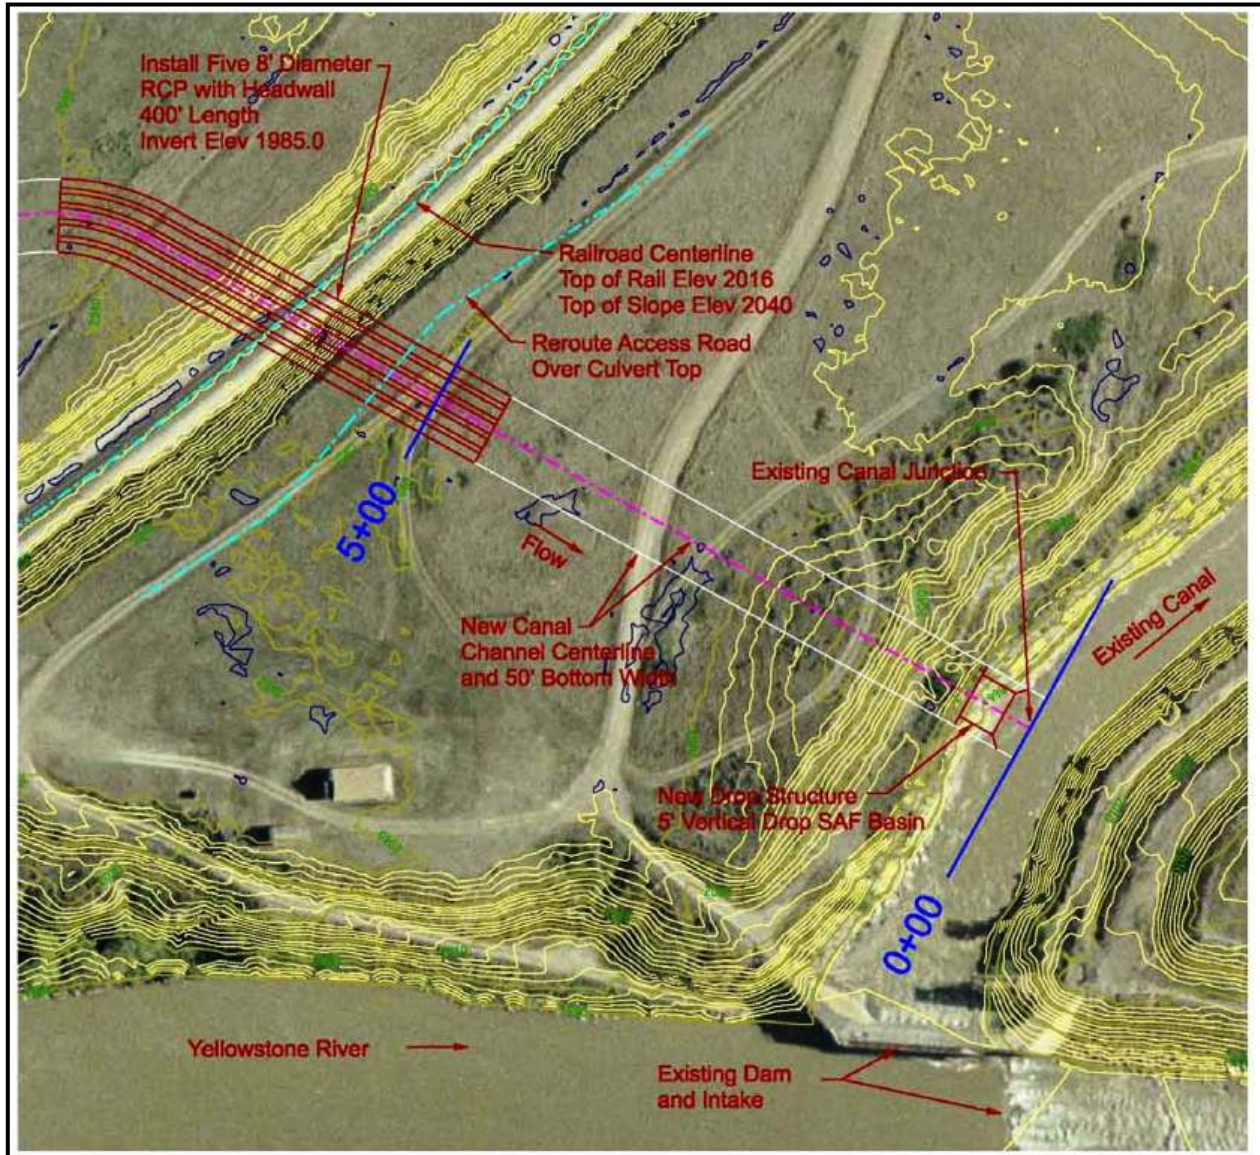 Install Five 8' Diameter
RCP with Headwall
400' Length
Invert Elev 1985.0
Railroad Centerline
Top of Rail Elev 2016
Top of Slope Elev 2040
Reroute Access Road
Over Culvert Top
Existing Canal Junction
5+00
Flow
New Canal
Channel Centerline
and 50' Bottom Width
Existing Canal
New Drop Structure
5' Vertical Drop SAF Basin
0+00
Yellowstone River
Existing Dam
and Intake